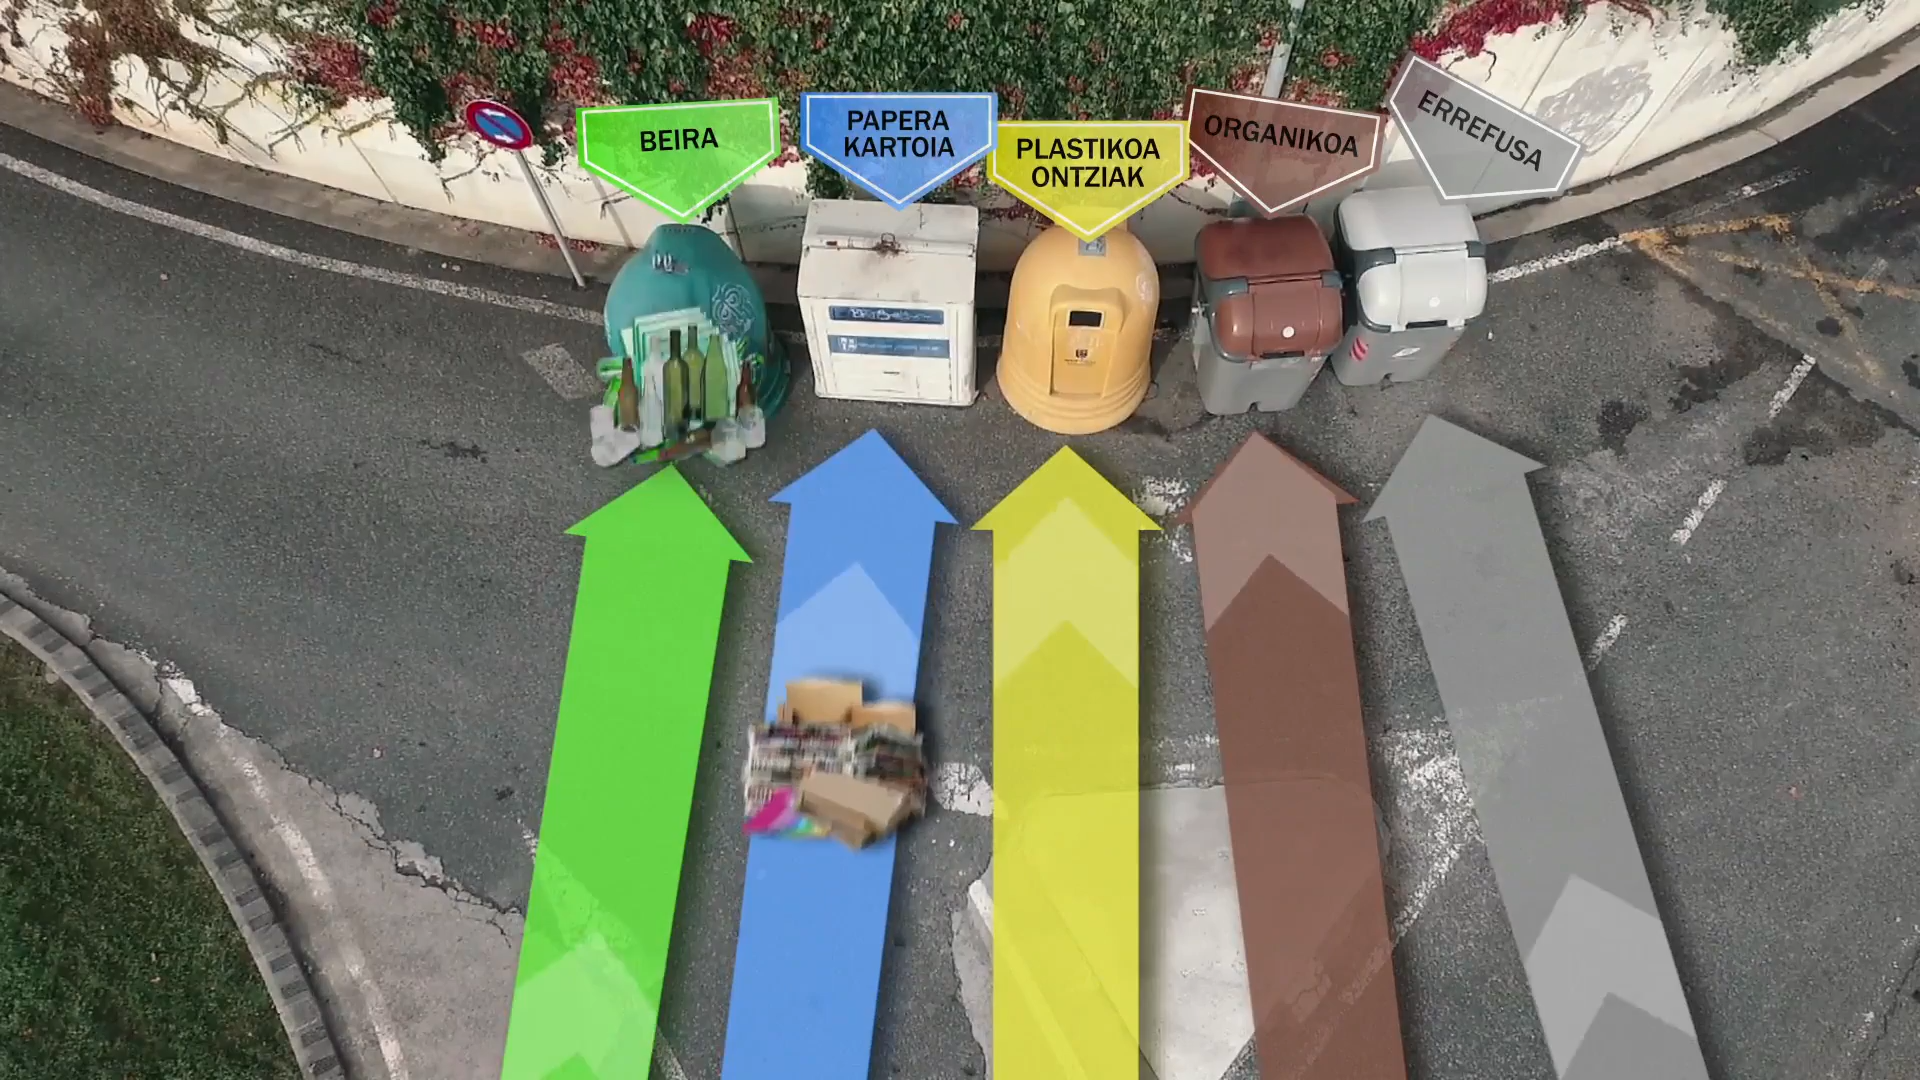 BEIRA
PAPERA
KARTOIA
PLASTIKOA
ONTZIAK
ORGANIKOA
ERREFUSA